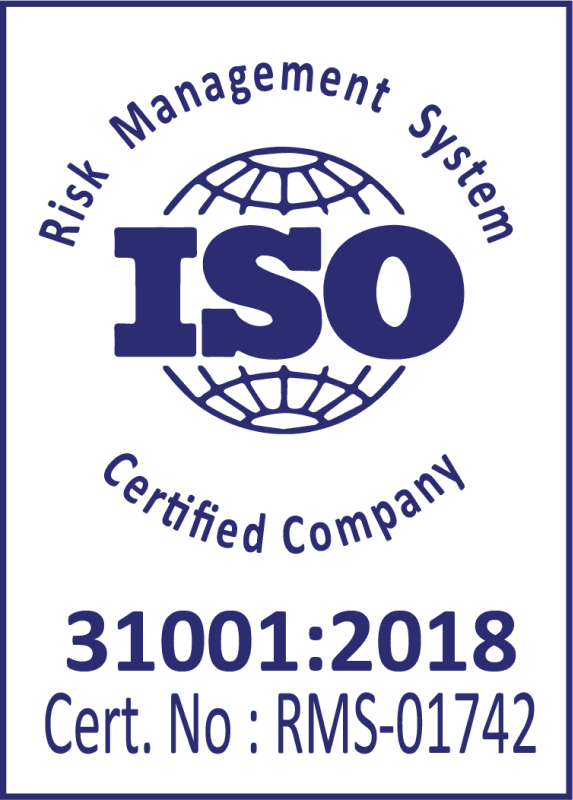 Risk Management System
ISO
Certified Company
31001:2018
Cert. No : RMS-01742